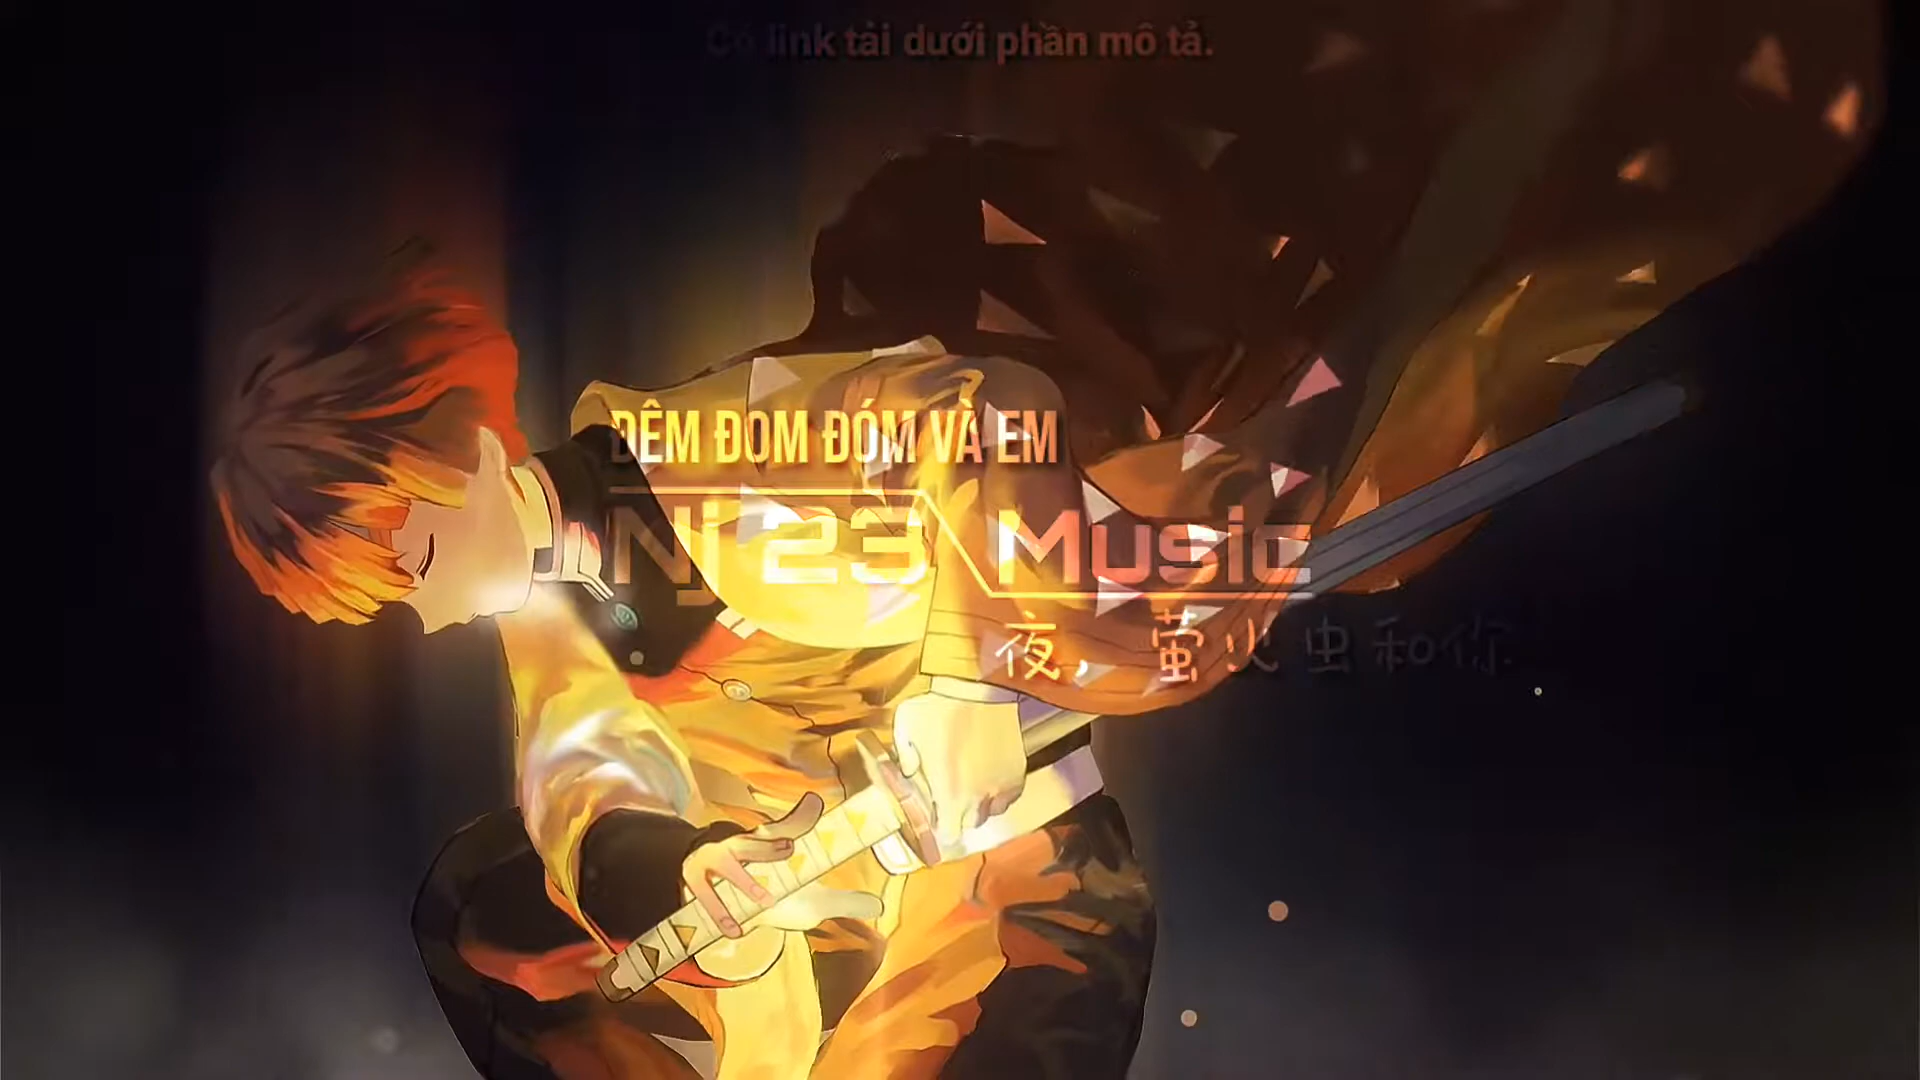 Có link tải dưới phần mô tả.
ĐÊM ĐOM ĐÓM VÀ EM
Nj 23 Music
夜，萤火虫和你